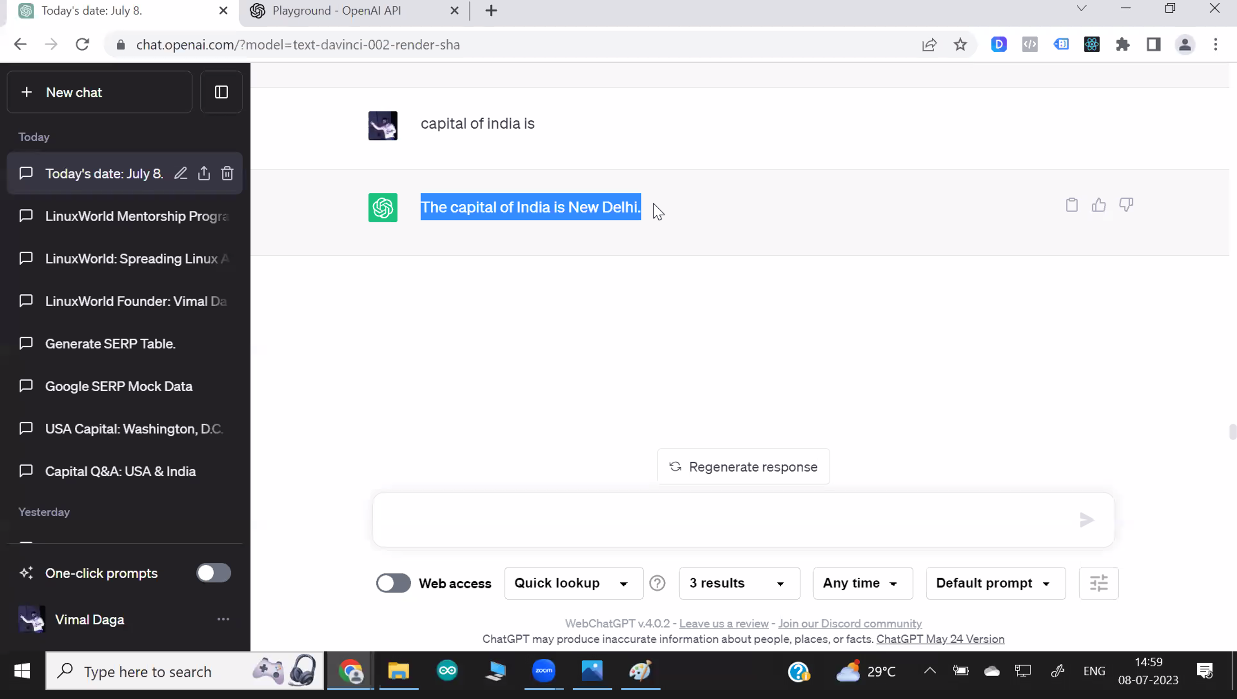 Today's date: July 8.
Playground - OpenAI API
chat.openai.com/?model=text-davinci-002-render-sha
New chat
Today
Today's date: July 8.
LinuxWorld Mentorship Progra
LinuxWorld: Spreading Linux A
LinuxWorld Founder: Vimal Da
Generate SERP Table.
Google SERP Mock Data
USA Capital: Washington, D.C.
Capital Q&A: USA & India
Yesterday
One-click prompts
Vimal Daga
capital of india is
The capital of India is New Delhi.
Regenerate response
Web access
Quick lookup
3 results
Any time
Default prompt
WebChatGPT v.4.0.2 - Leave us a review - Join our Discord community
ChatGPT may produce inaccurate information about people, places, or facts. ChatGPT May 24 Version
Type here to search
zoom
29°C
ENG
14:59
08-07-2023